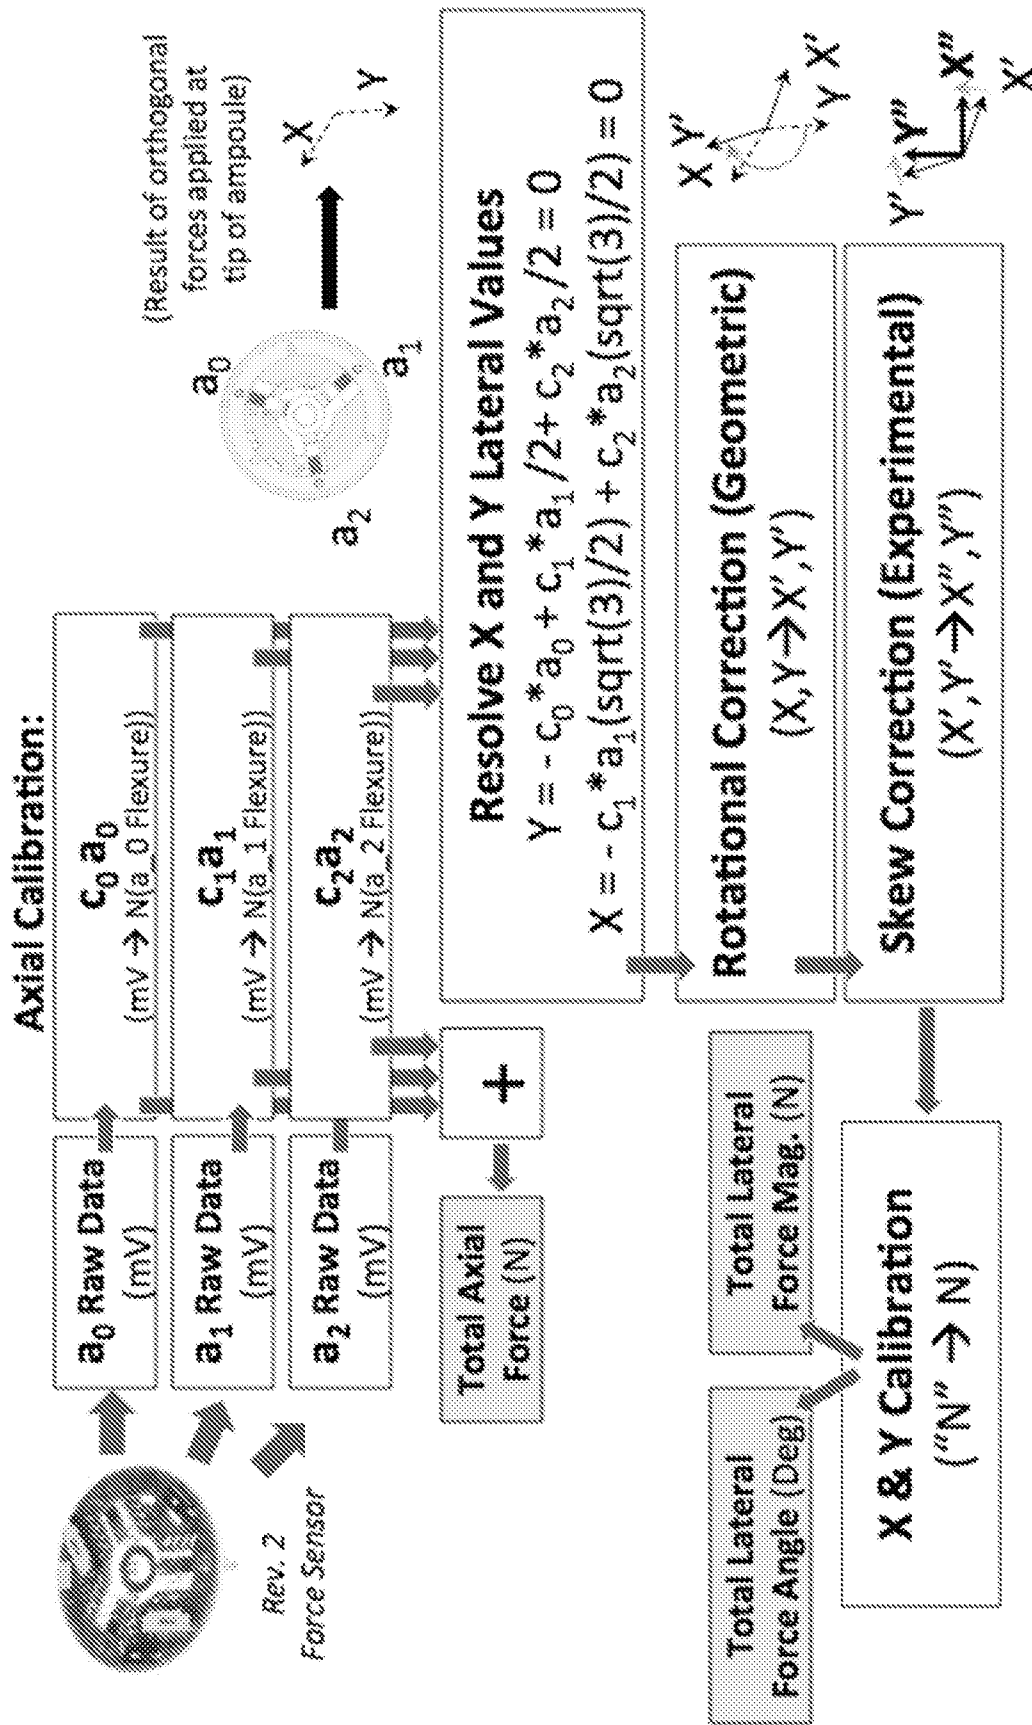 Axial Calibration:
a0 Raw Data
(mV)
c0 a0
(mV → N(a_0 Flexure))
a1 Raw Data
(mV)
c1a1
(mV → N(a_1 Flexure))
a2 Raw Data
(mV)
c2a2
(mV → N(a_2 Flexure))
Rev. 2
Force Sensor
(Result of orthogonal
forces applied at
tip of ampoule)
a0
a1
a2
X
Y
+
Total Axial
Force (N)
Resolve X and Y Lateral Values
Y = - c0*a0 + c1*a1/2+ c2*a2/2 = 0
X = - c1*a1(sqrt(3)/2) + c2*a2(sqrt(3)/2) = 0
Rotational Correction (Geometric)
(X,Y→X′,Y′)
X Y′
Y X′
Skew Correction (Experimental)
(X′,Y′→X″,Y″)
Y′ Y″ X″
X′
Total Lateral
Force Angle (Deg)
Total Lateral
Force Mag. (N)
X & Y Calibration
(“N” → N)